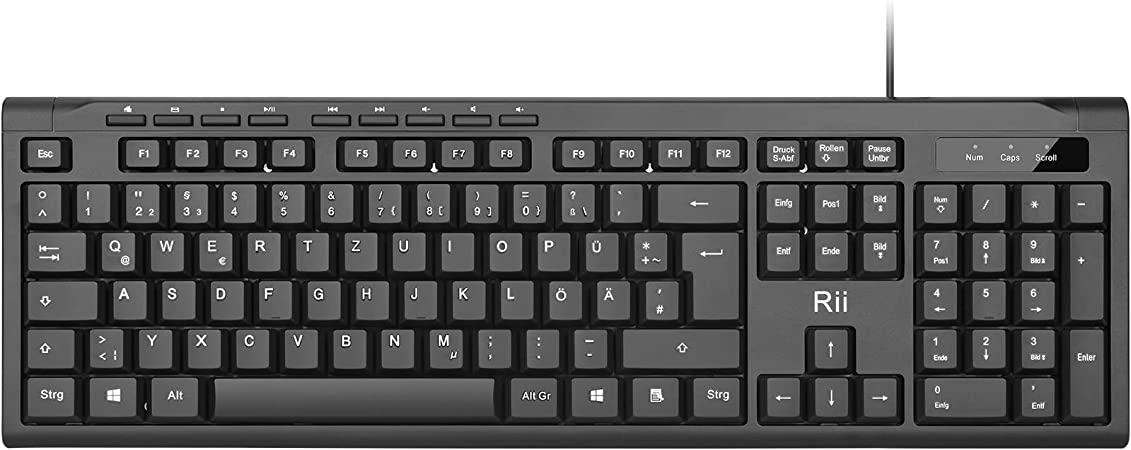 Esc F1 F2 F3 F4 F5 F6 F7 F8 F9 F10 F11 F12 Druck Rollen Pause Num Caps Scroll
S-Abf Untbr
° ! " § $ % & / ( ) = ? ` Einfg Pos1 Bild Num / * -
^ 1 2 2 3 3 4 5 6 7 { 8 [ 9 ] 0 } ß \ ´
Q W E R T Z U I O P Ü * Entf Ende Bild 7 8 9 +
@ € + ~ Pos1 Bild
A S D F G H J K L Ö Ä ' Rii 4 5 6
#
> Y X C V B N M ; : _ 1 2 3 Enter
< | µ , . - Ende Bild
Strg Alt Alt Gr Strg 0 ,
Einfg Entf